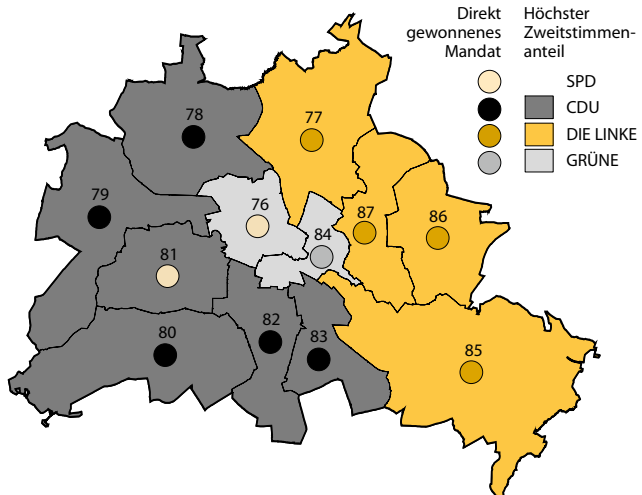 Direkt gewonnenes Mandat
Höchster Zweitstimmen-
anteil
SPD
CDU
DIE LINKE
GRÜNE
78
77
79
76
84
87
86
81
82
83
80
85